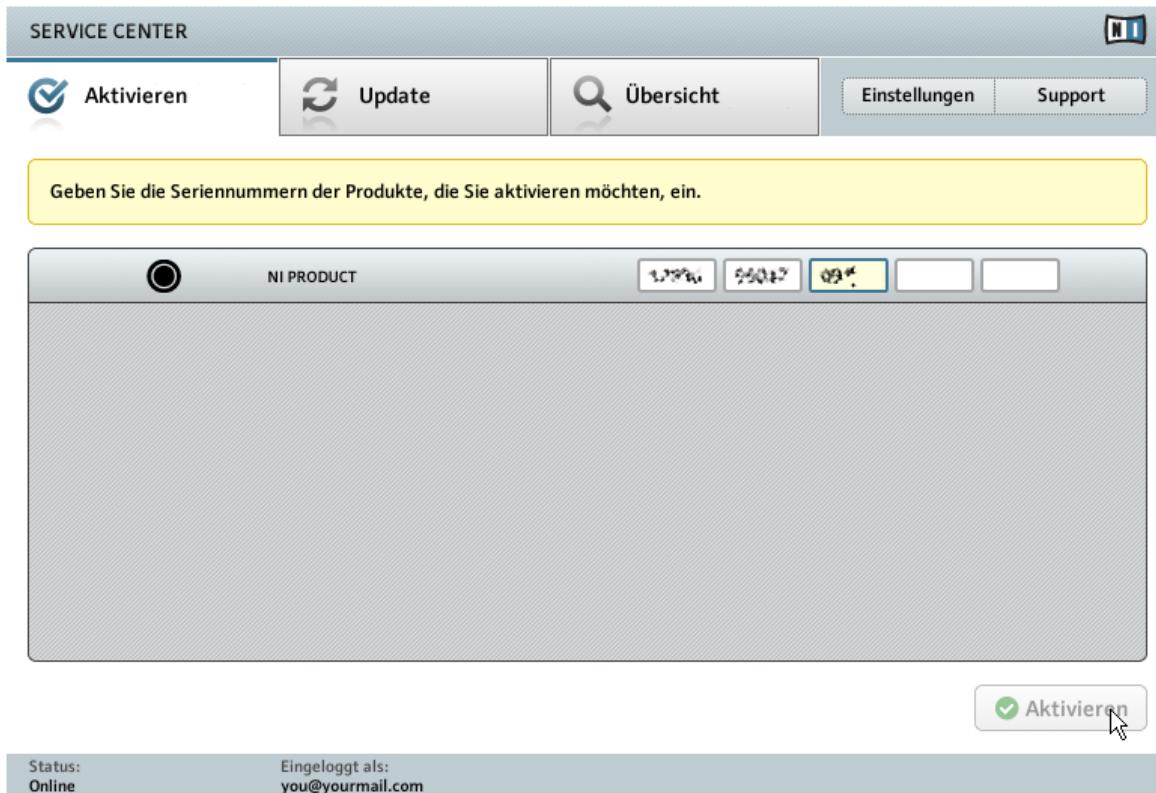 SERVICE CENTER
NI
Aktivieren
Update
Übersicht
Einstellungen
Support
Geben Sie die Seriennummern der Produkte, die Sie aktivieren möchten, ein.
NI PRODUCT
Aktivieren
Status:
Eingeloggt als:
Online
you@yourmail.com